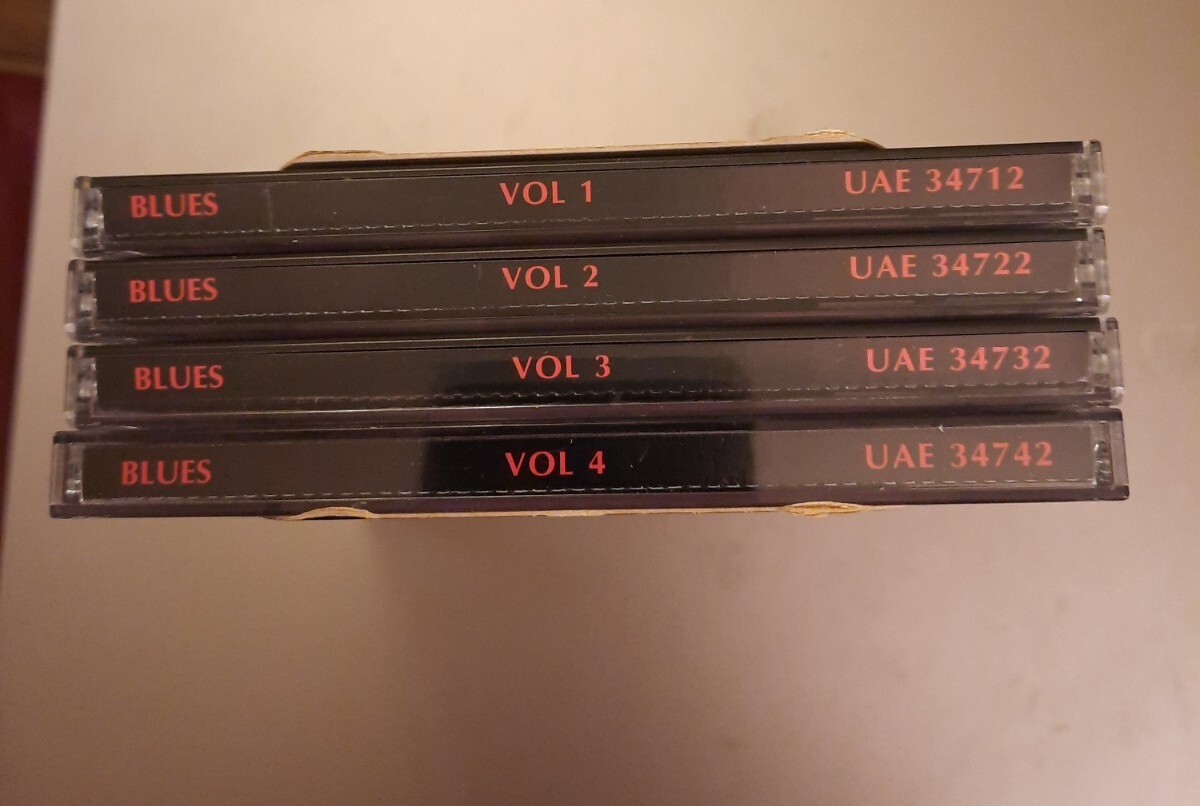 BLUES VOL 1 UAE 34712
BLUES VOL 2 UAE 34722
BLUES VOL 3 UAE 34732
BLUES VOL 4 UAE 34742